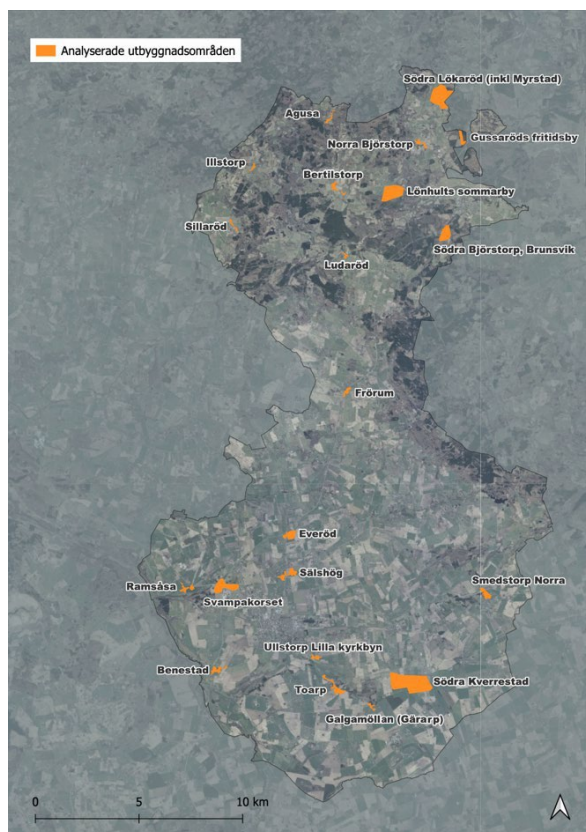 Analyserade utbyggnadsområden
Södra Lökaröd (inkl Myrstad)
Agusa
Gussaröds fritidsby
Norra Björstorp
Illstorp
Bertilstorp
Lönhults sommarby
Sillaröd
Södra Björstorp, Brunsvik
Ludaröd
Frörum
Everöd
Sälshög
Ramsåsa
Smedstorp Norra
Svampakorset
Ullstorp Lilla kyrkbyn
Benestad
Södra Kverrestad
Toarp
Galgamöllan (Gårarp)
0 5 10 km